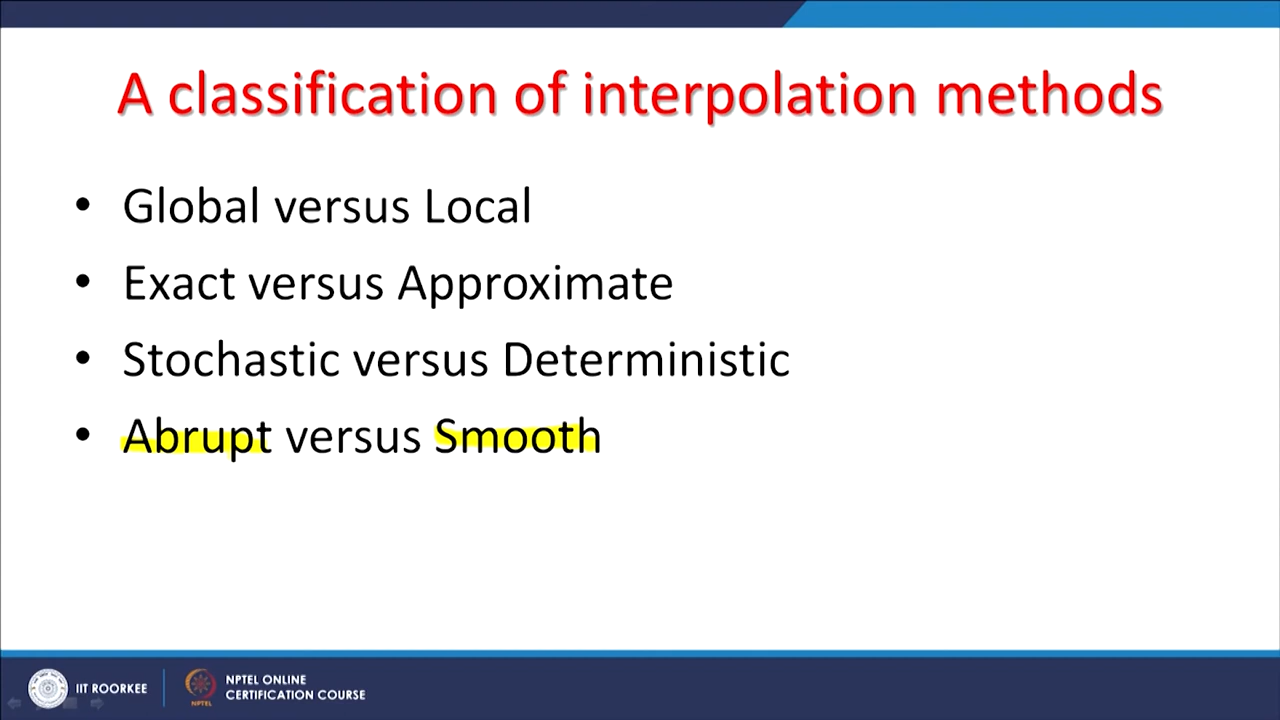 A classification of interpolation methods
• Global versus Local
• Exact versus Approximate
• Stochastic versus Deterministic
• Abrupt versus Smooth
IIT ROORKEE
NPTEL ONLINE
CERTIFICATION COURSE
NPTEL